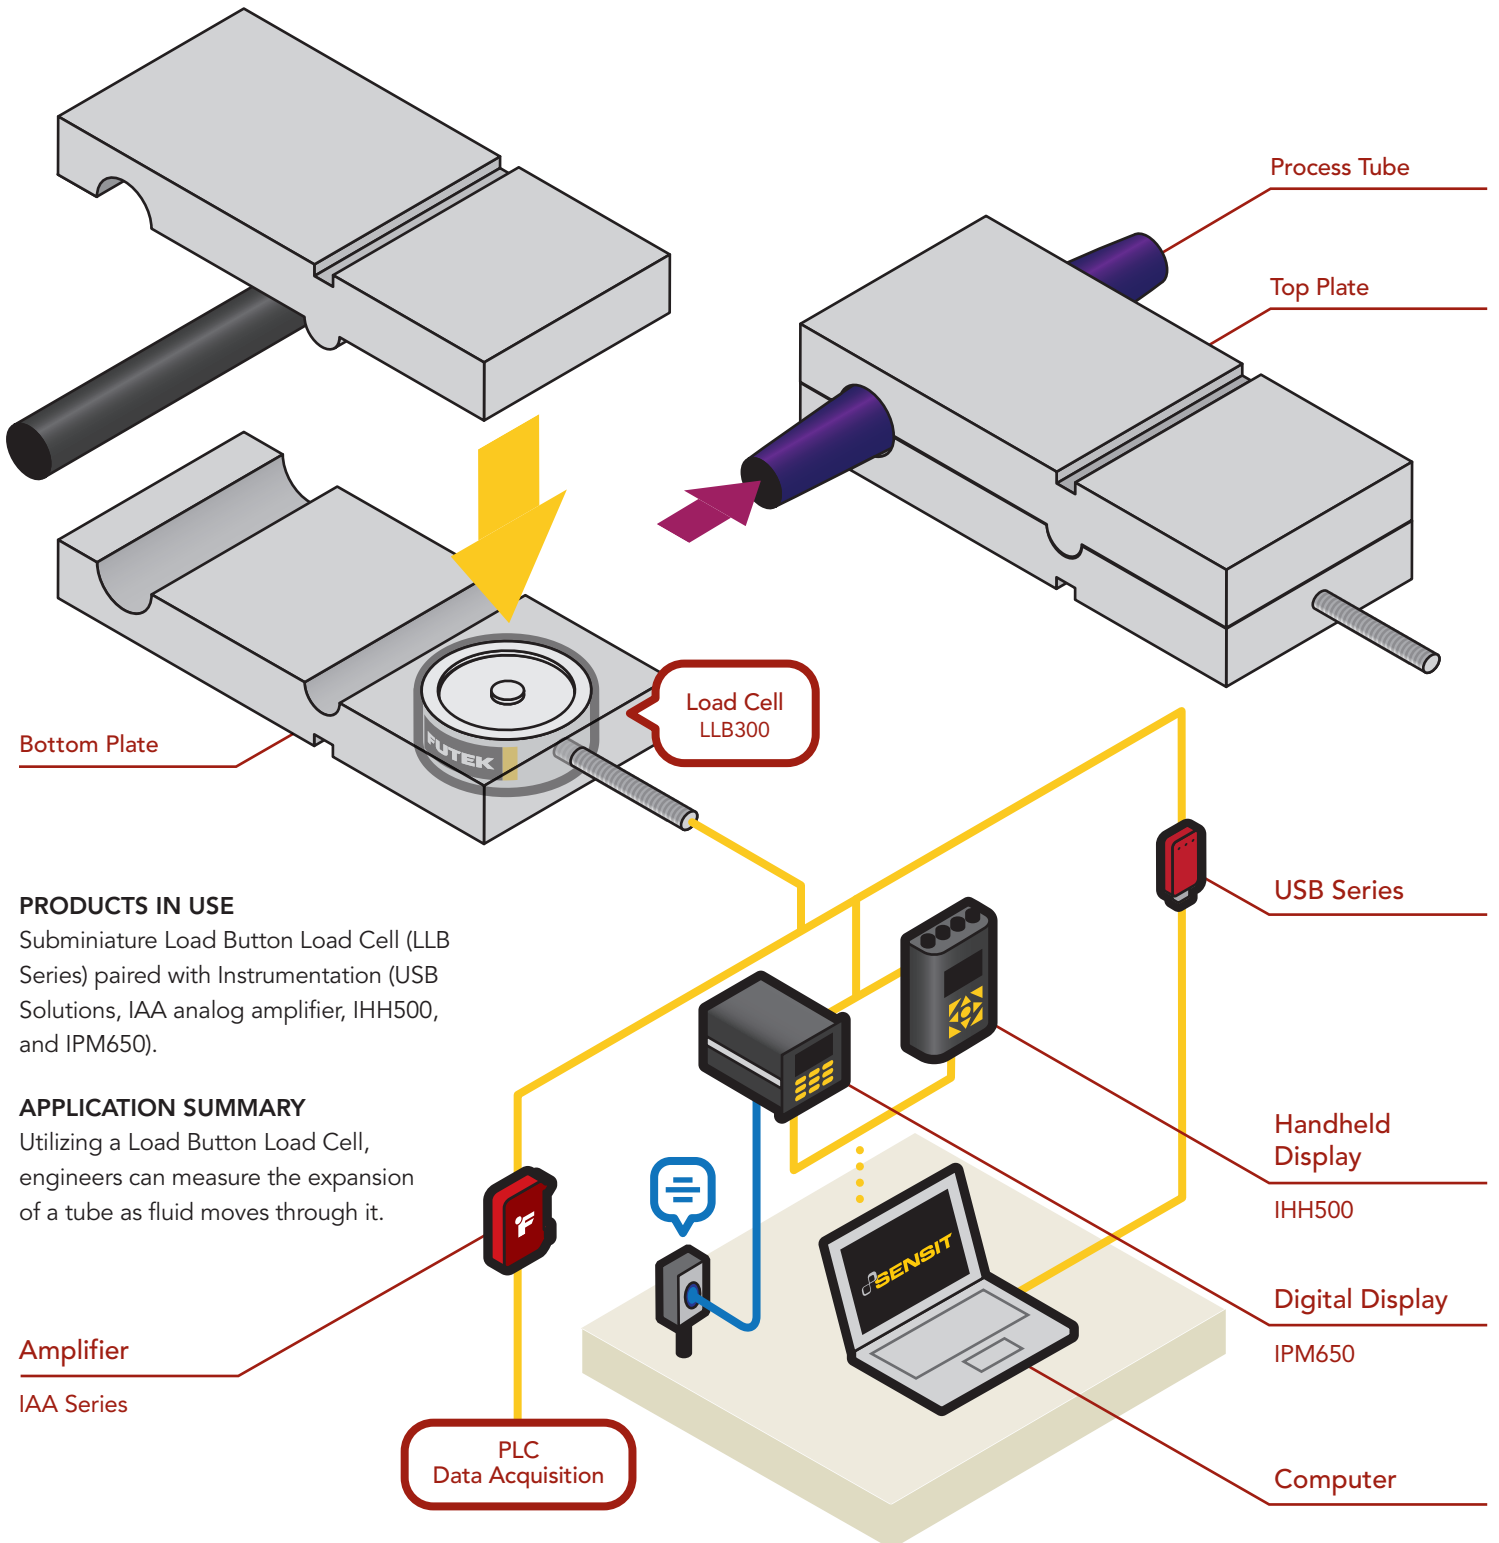 Process Tube
Top Plate
Load Cell
LLB300
FUTEK
Bottom Plate
PRODUCTS IN USE
Subminiature Load Button Load Cell (LLB
Series) paired with Instrumentation (USB
Solutions, IAA analog amplifier, IHH500,
and IPM650).
APPLICATION SUMMARY
Utilizing a Load Button Load Cell,
engineers can measure the expansion
of a tube as fluid moves through it.
USB Series
Handheld
Display
IHH500
Digital Display
IPM650
SENSIT
F
Amplifier
IAA Series
PLC
Data Acquisition
Computer